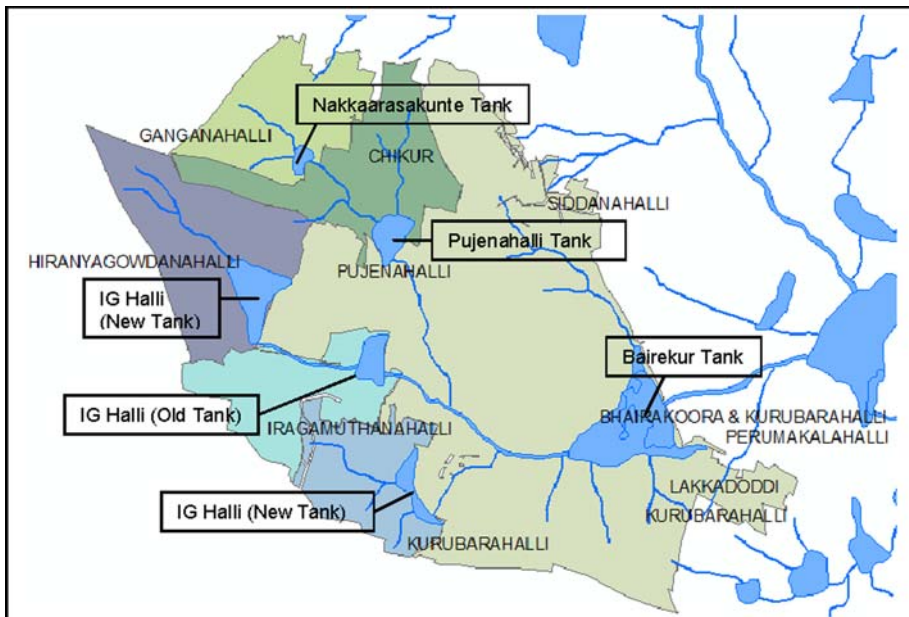 Nakkaarasakunte Tank
GANGANAHALLI
CHIKUR
SIDDANAHALLI
Pujenahalli Tank
HIRANYAGOWDANAHALLI
PUJENAHALLI
IG Halli
(New Tank)
Bairekur Tank
IG Halli (Old Tank)
IRAGAMUTHANAHALLI
BHAIRAKOORA & KURUBARAHALLI
PERUMAKALAHALLI
LAKKADODDI
IG Halli (New Tank)
KURUBARAHALLI
KURUBARAHALLI